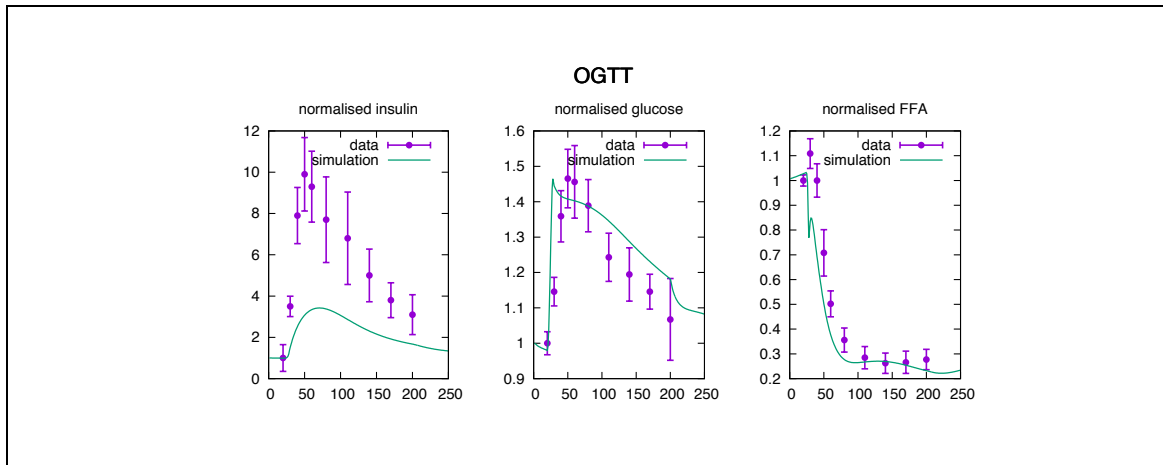 OGTT
normalised insulin
data
simulation
12
10
8
6
4
2
0
0 50 100 150 200 250
normalised glucose
data
simulation
1.6
1.5
1.4
1.3
1.2
1.1
1
0.9
0 50 100 150 200 250
normalised FFA
data
simulation
1.2
1.1
1
0.9
0.8
0.7
0.6
0.5
0.4
0.3
0.2
0 50 100 150 200 250